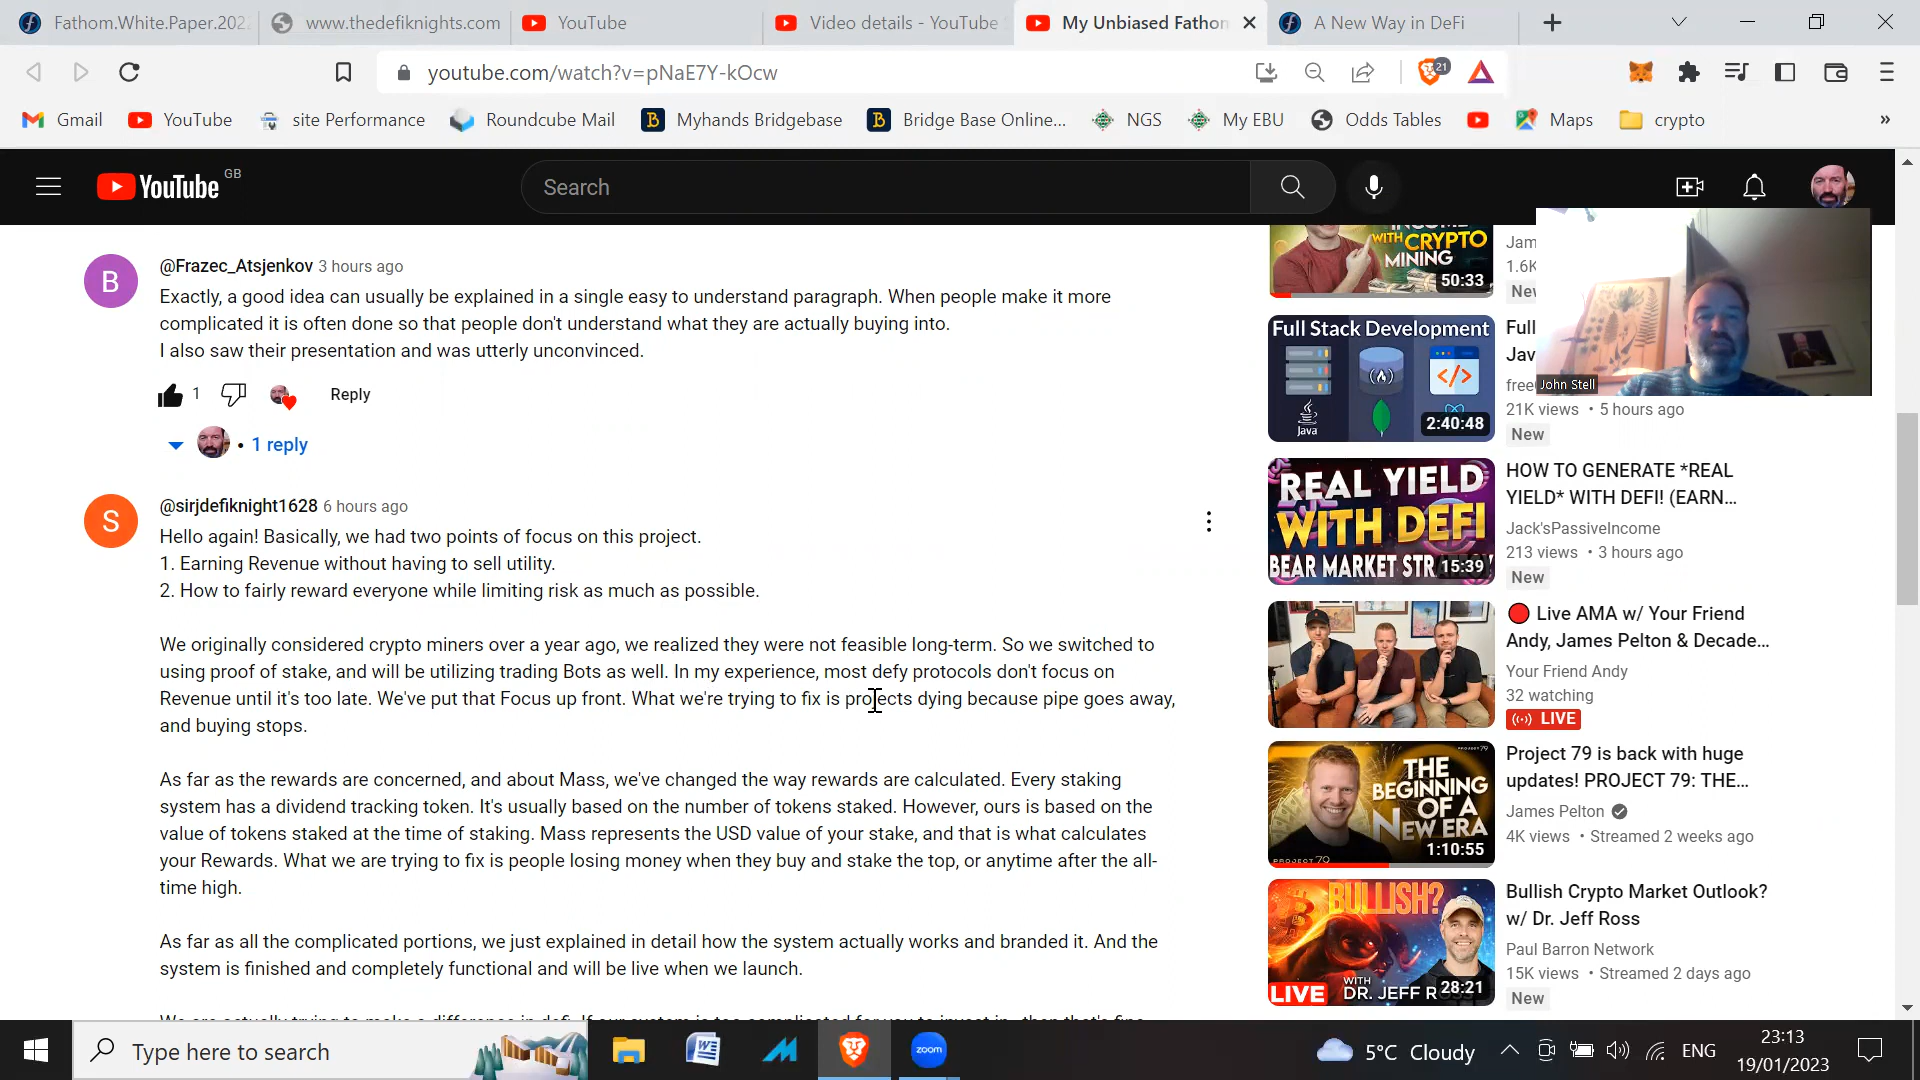 Fathom.White.Paper.202
www.thedefiknights.com
YouTube
Video details - YouTube
My Unbiased Fathom
A New Way in DeFi
youtube.com/watch?v=pNaE7Y-kOcw
21
Gmail
YouTube
site Performance
Roundcube Mail
Myhands Bridgebase
Bridge Base Online...
NGS
My EBU
Odds Tables
Maps
crypto
»
YouTube
GB
Search
B
@Frazec_Atsjenkov 3 hours ago
Exactly, a good idea can usually be explained in a single easy to understand paragraph. When people make it more
complicated it is often done so that people don't understand what they are actually buying into.
I also saw their presentation and was utterly unconvinced.
1
Reply
• 1 reply
S
@sirjdefiknight1628 6 hours ago
Hello again! Basically, we had two points of focus on this project.
1. Earning Revenue without having to sell utility.
2. How to fairly reward everyone while limiting risk as much as possible.
We originally considered crypto miners over a year ago, we realized they were not feasible long-term. So we switched to
using proof of stake, and will be utilizing trading Bots as well. In my experience, most defy protocols don't focus on
Revenue until it's too late. We've put that Focus up front. What we're trying to fix is projects dying because pipe goes away,
and buying stops.
As far as the rewards are concerned, and about Mass, we've changed the way rewards are calculated. Every staking
system has a dividend tracking token. It's usually based on the number of tokens staked. However, ours is based on the
value of tokens staked at the time of staking. Mass represents the USD value of your stake, and that is what calculates
your Rewards. What we are trying to fix is people losing money when they buy and stake the top, or anytime after the all-
time high.
As far as all the complicated portions, we just explained in detail how the system actually works and branded it. And the
system is finished and completely functional and will be live when we launch.
WITH CRYPTO
MINING
50:33
Jam
1.6K
New
John Stell
Full Stack Development
Java
2:40:48
Full
Jav
free
21K views • 5 hours ago
New
REAL YIELD
WITH DEFI
BEAR MARKET STR
15:39
HOW TO GENERATE *REAL
YIELD* WITH DEFI! (EARN...
Jack'sPassiveIncome
213 views • 3 hours ago
New
Live AMA w/ Your Friend
Andy, James Pelton & Decade...
Your Friend Andy
32 watching
LIVE
THE
BEGINNING
OF A
NEW ERA
PROJECT 79
1:10:55
Project 79 is back with huge
updates! PROJECT 79: THE...
James Pelton
4K views • Streamed 2 weeks ago
BULLISH?
LIVE
WITH
DR. JEFF R
28:21
Bullish Crypto Market Outlook?
w/ Dr. Jeff Ross
Paul Barron Network
15K views • Streamed 2 days ago
New
Type here to search
zoom
5°C Cloudy
ENG
23:13
19/01/2023